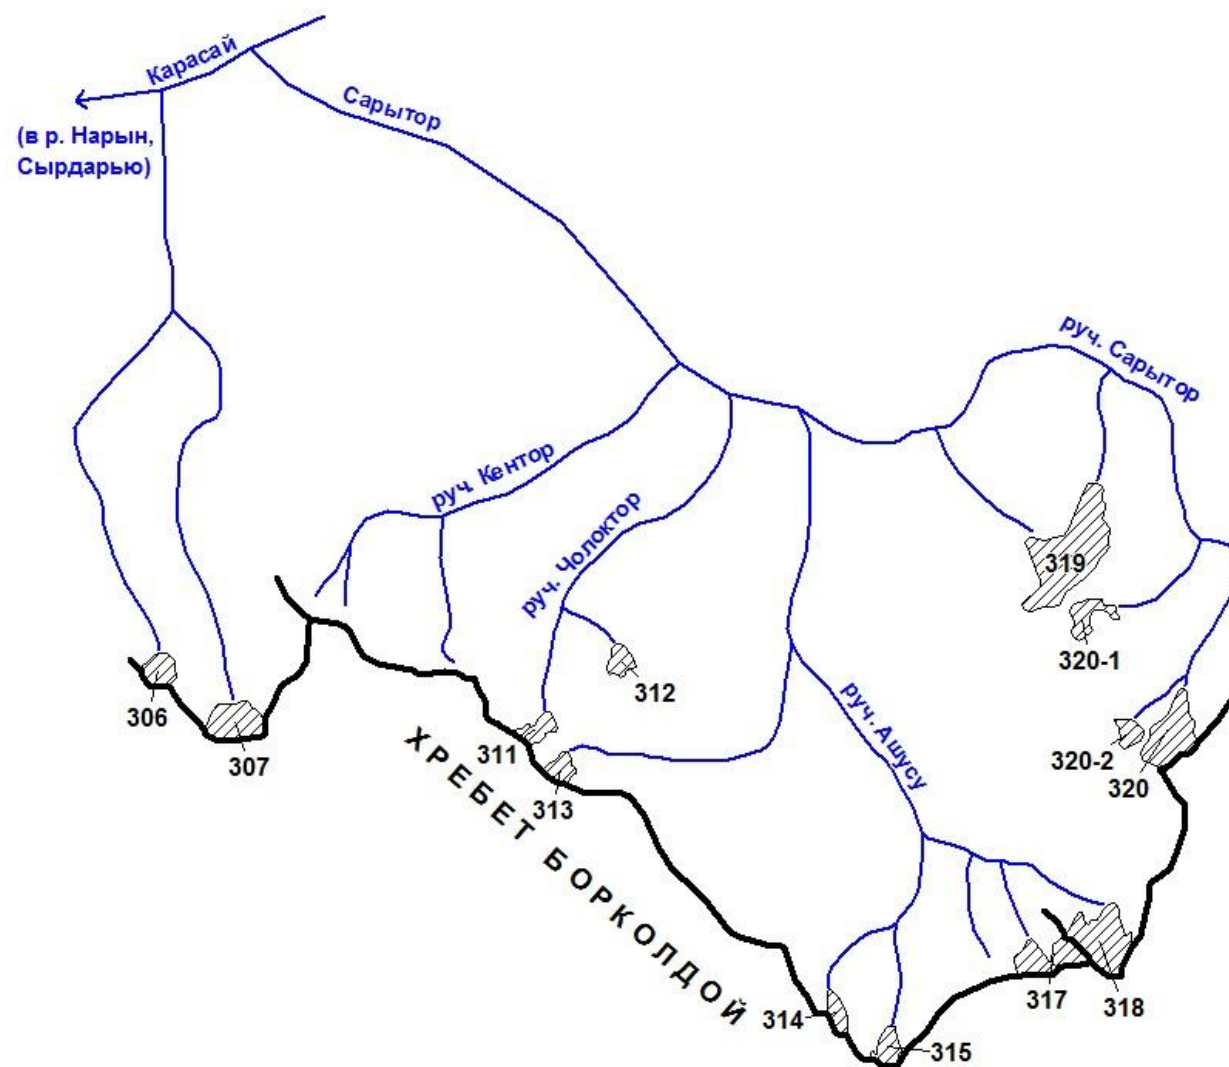 Карасай
Сарытор
(в р. Нарын,
Сырдарью)
руч. Сарытор
руч. Кентор
руч. Чолоктор
319
320-1
312
306
руч. Ашусу
311
307
320-2
313
320
ХРЕБЕТ БОРКОЛДОЙ
317
318
314
315